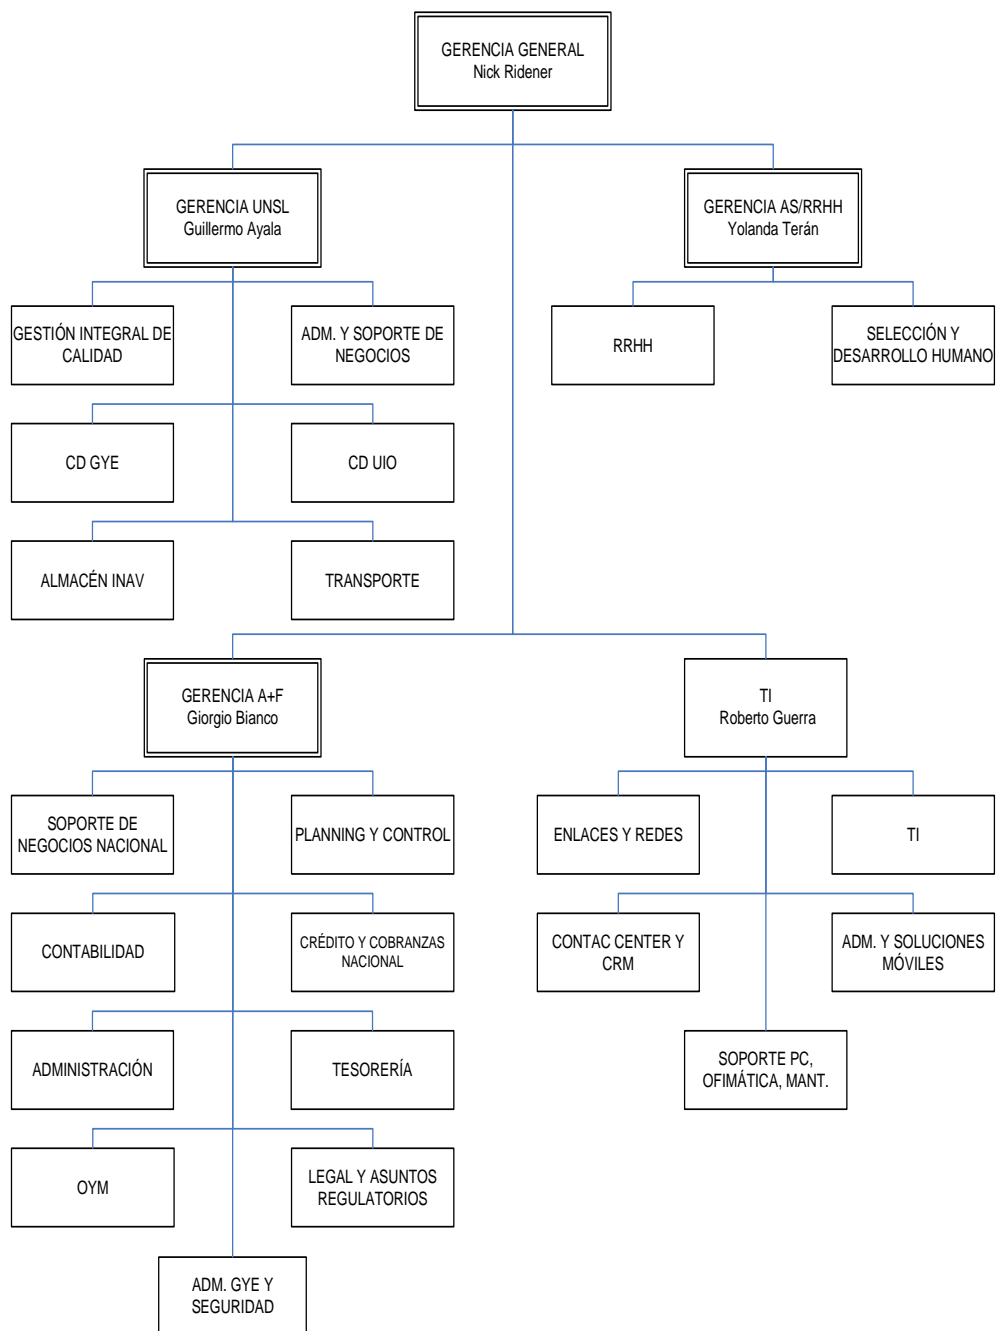 GERENCIA GENERAL
Nick Ridener
GERENCIA UNSL
Guillermo Ayala
GERENCIA AS/RRHH
Yolanda Terán
GESTIÓN INTEGRAL DE
CALIDAD
ADM. Y SOPORTE DE
NEGOCIOS
RRHH
SELECCIÓN Y
DESARROLLO HUMANO
CD GYE
CD UIO
ALMACÉN INAV
TRANSPORTE
GERENCIA A+F
Giorgio Bianco
TI
Roberto Guerra
SOPORTE DE
NEGOCIOS NACIONAL
PLANNING Y CONTROL
ENLACES Y REDES
TI
CONTABILIDAD
CRÉDITO Y COBRANZAS
NACIONAL
CONTAC CENTER Y
CRM
ADM. Y SOLUCIONES
MÓVILES
ADMINISTRACIÓN
TESORERÍA
SOPORTE PC,
OFIMÁTICA, MANT.
OYM
LEGAL Y ASUNTOS
REGULATORIOS
ADM. GYE Y
SEGURIDAD